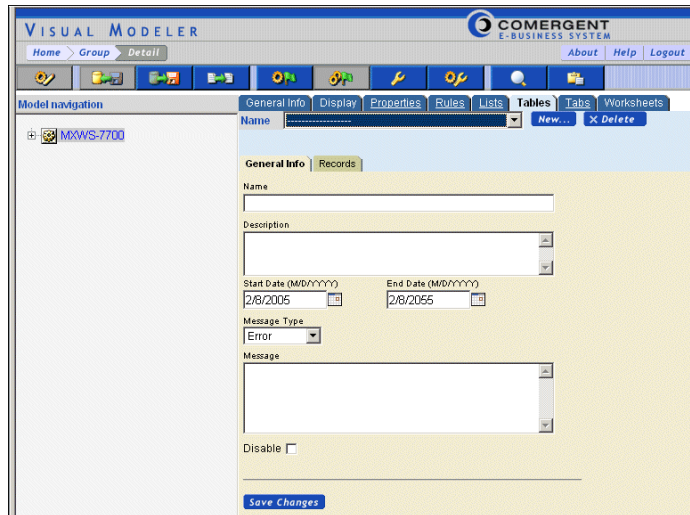 VISUAL MODELER
COMERGENT
E-BUSINESS SYSTEM
Home Group Detail
About Help Logout
Model navigation
General Info Display Properties Rules Lists Tables Tabs Worksheets
Name ------------------ New... X Delete
MXWS-7700
General Info Records
Name
Description
Start Date (M/D/YYYY) End Date (M/D/YYYY)
2/8/2005 2/8/2055
Message Type
Error
Message
Disable
Save Changes